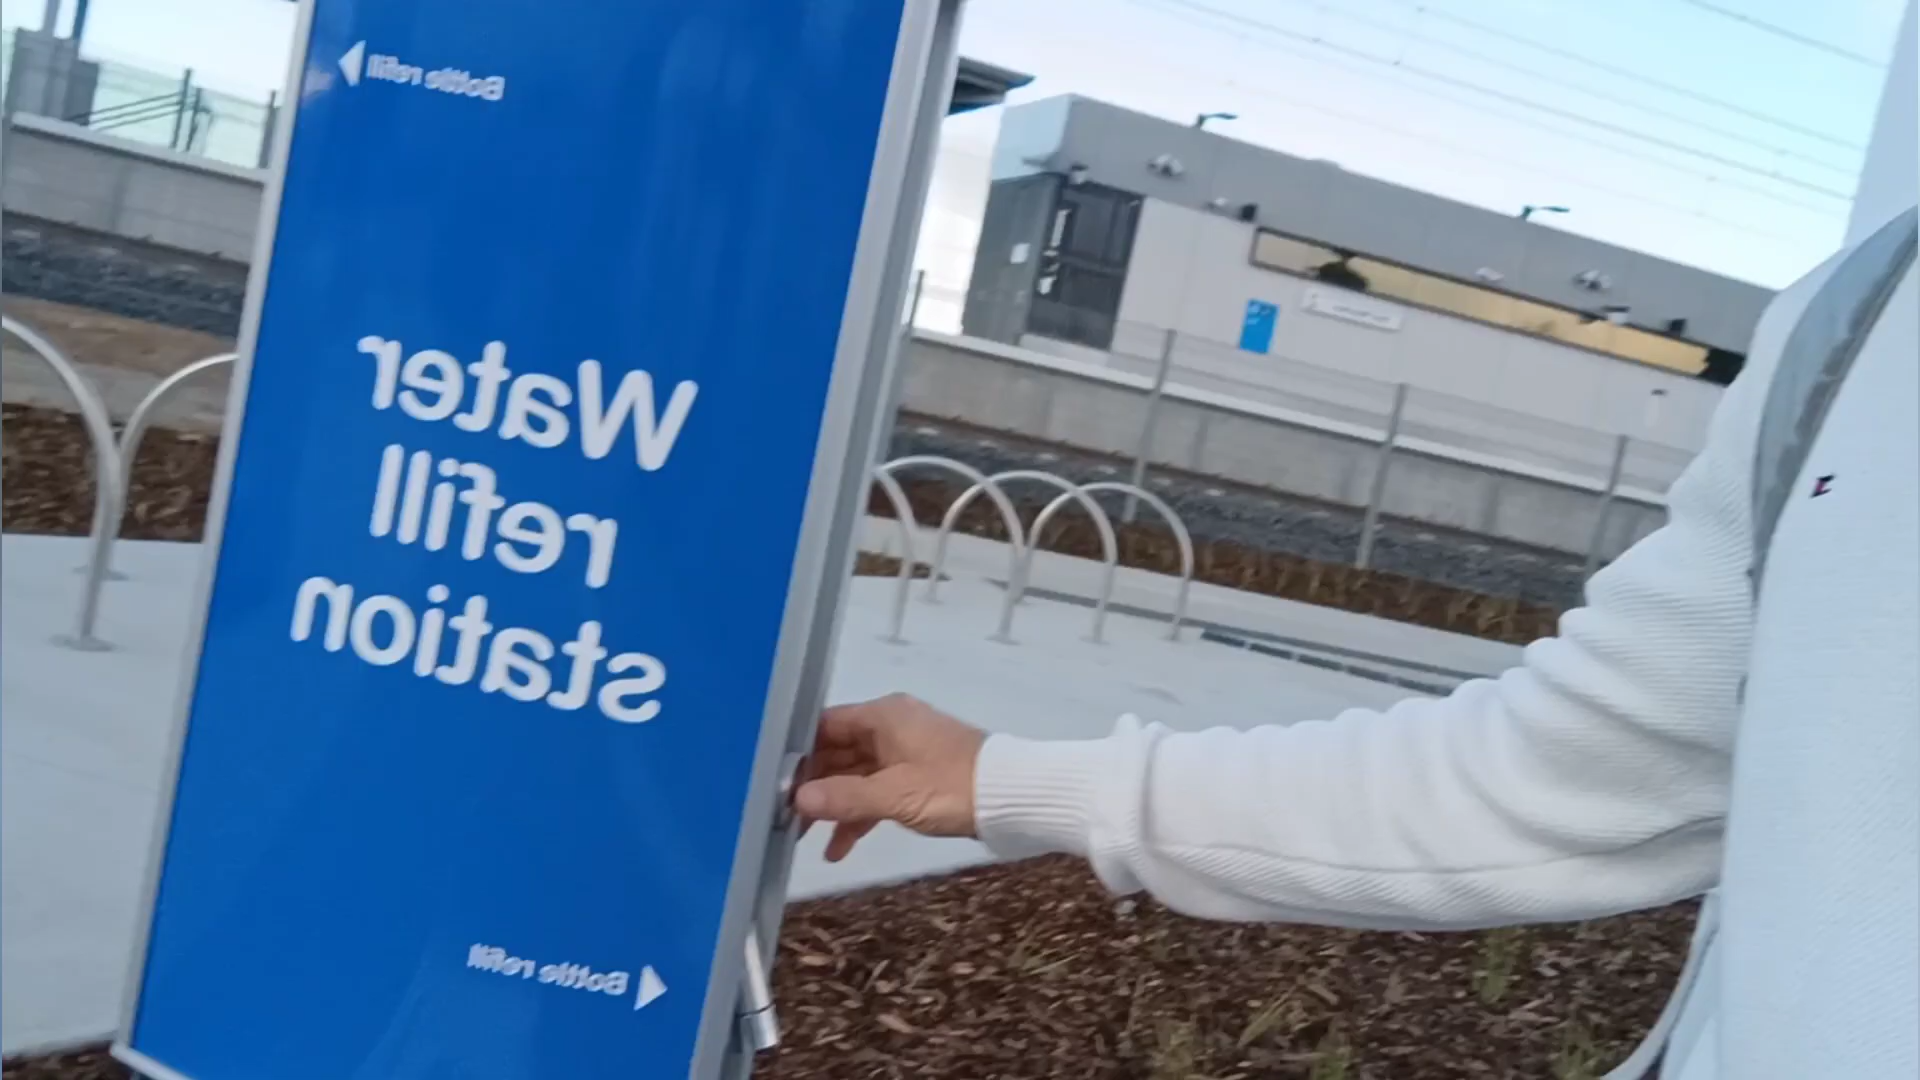 Bottle refill
Water
refill
station
Bottle refill